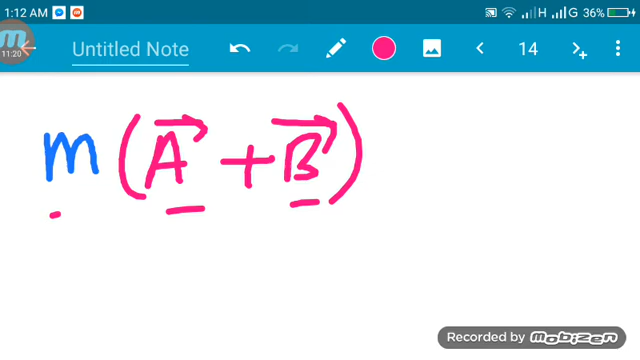 1:12 AM H G 36%
11:20 Untitled Note 14
m (A⃗ + B⃗)
Recorded by mobizen